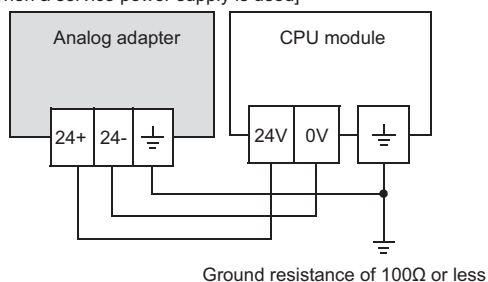 a service power supply is used]
Analog adapter
CPU module
24+
24-
24V
0V
Ground resistance of 100Ω or less